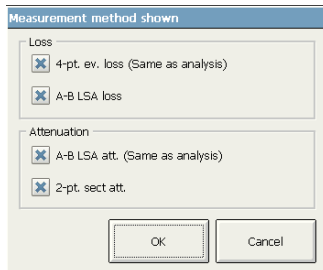 Measurement method shown
Loss
4-pt. ev. loss (Same as analysis)
A-B LSA loss
Attenuation
A-B LSA att. (Same as analysis)
2-pt. sect att.
OK
Cancel